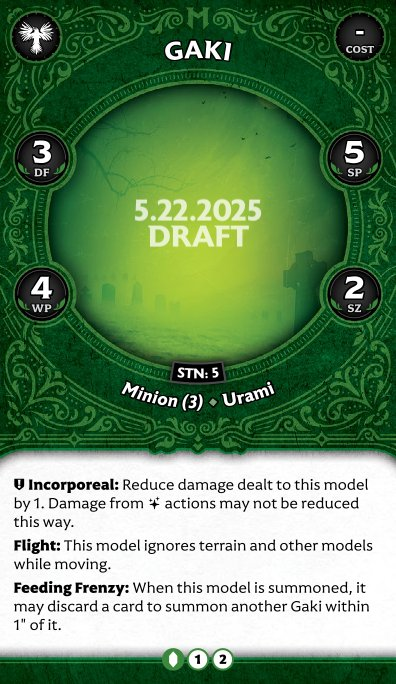 GAKI
-
COST
3
DF
5
SP
5.22.2025
DRAFT
4
WP
2
SZ
STN: 5
Minion (3) ◆ Urami
Incorporeal: Reduce damage dealt to this model
by 1. Damage from actions may not be reduced
this way.
Flight: This model ignores terrain and other models
while moving.
Feeding Frenzy: When this model is summoned, it
may discard a card to summon another Gaki within
1" of it.
1 2